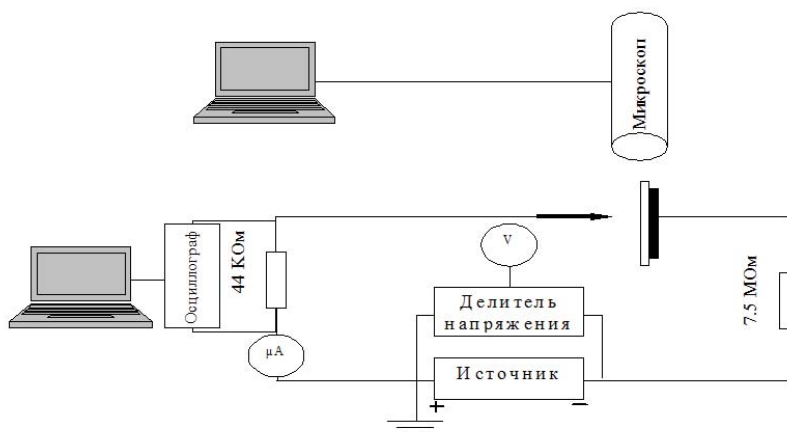 Микроскоп
Осциллограф
44 КОм
V
Делитель
напряжения
7.5 МОм
µA
Источник
+
−